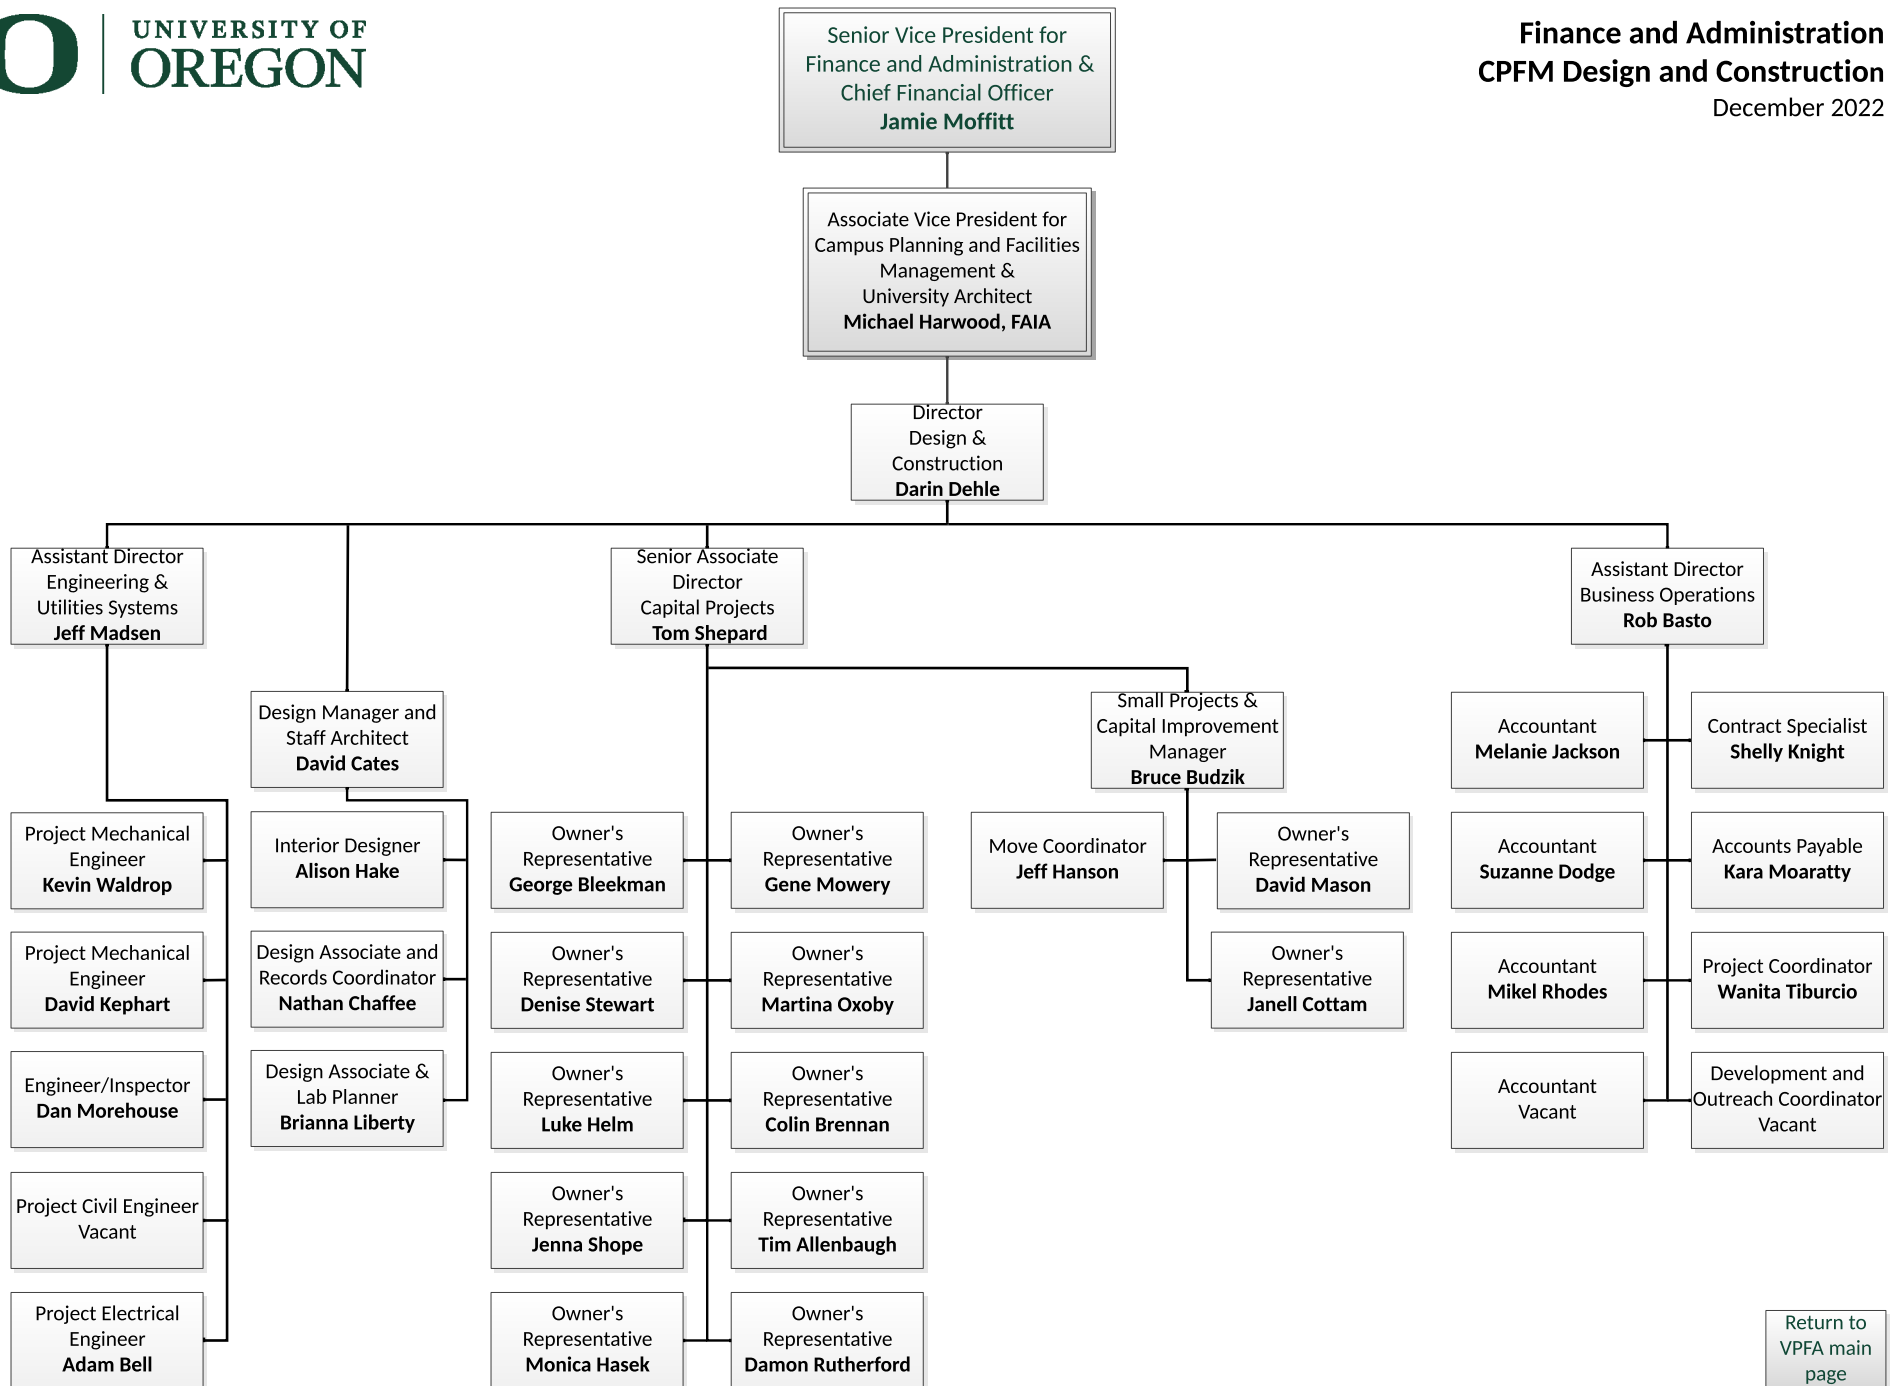 UNIVERSITY OF
OREGON
Finance and Administration
CPFM Design and Construction
December 2022
Senior Vice President for
Finance and Administration &
Chief Financial Officer
Jamie Moffitt
Associate Vice President for
Campus Planning and Facilities
Management &
University Architect
Michael Harwood, FAIA
Director
Design &
Construction
Darin Dehle
Assistant Director
Engineering &
Utilities Systems
Jeff Madsen
Senior Associate
Director
Capital Projects
Tom Shepard
Assistant Director
Business Operations
Rob Basto
Design Manager and
Staff Architect
David Cates
Small Projects &
Capital Improvement
Manager
Bruce Budzik
Accountant
Melanie Jackson
Contract Specialist
Shelly Knight
Project Mechanical
Engineer
Kevin Waldrop
Interior Designer
Alison Hake
Owner's
Representative
George Bleekman
Owner's
Representative
Gene Mowery
Move Coordinator
Jeff Hanson
Owner's
Representative
David Mason
Accountant
Suzanne Dodge
Accounts Payable
Kara Moaratty
Project Mechanical
Engineer
David Kephart
Design Associate and
Records Coordinator
Nathan Chaffee
Owner's
Representative
Denise Stewart
Owner's
Representative
Martina Oxoby
Owner's
Representative
Janell Cottam
Accountant
Mikel Rhodes
Project Coordinator
Wanita Tiburcio
Engineer/Inspector
Dan Morehouse
Design Associate &
Lab Planner
Brianna Liberty
Owner's
Representative
Luke Helm
Owner's
Representative
Colin Brennan
Accountant
Vacant
Development and
Outreach Coordinator
Vacant
Project Civil Engineer
Vacant
Owner's
Representative
Jenna Shope
Owner's
Representative
Tim Allenbaugh
Project Electrical
Engineer
Adam Bell
Owner's
Representative
Monica Hasek
Owner's
Representative
Damon Rutherford
Return to
VPFA main
page